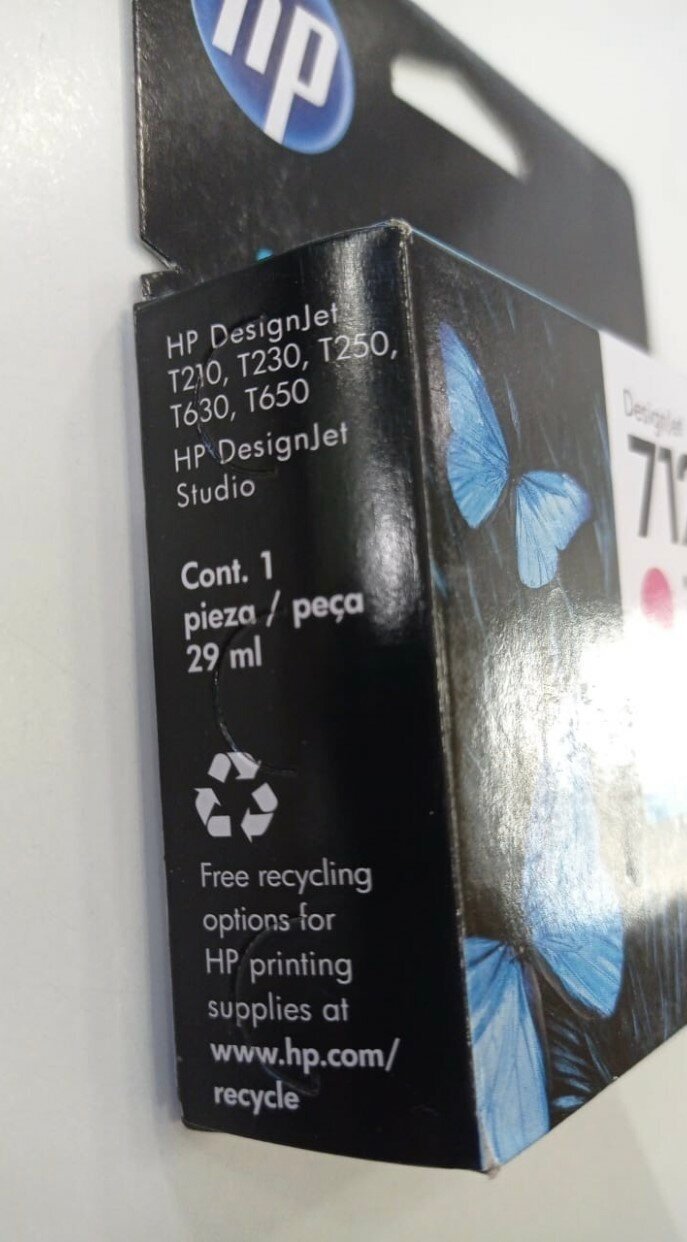 hp
HP DesignJet
T210, T230, T250,
T630, T650
HP DesignJet
Studio
Cont. 1
pieza / peça
29 ml
Free recycling
options for
HP printing
supplies at
www.hp.com/
recycle
DesignJet
712